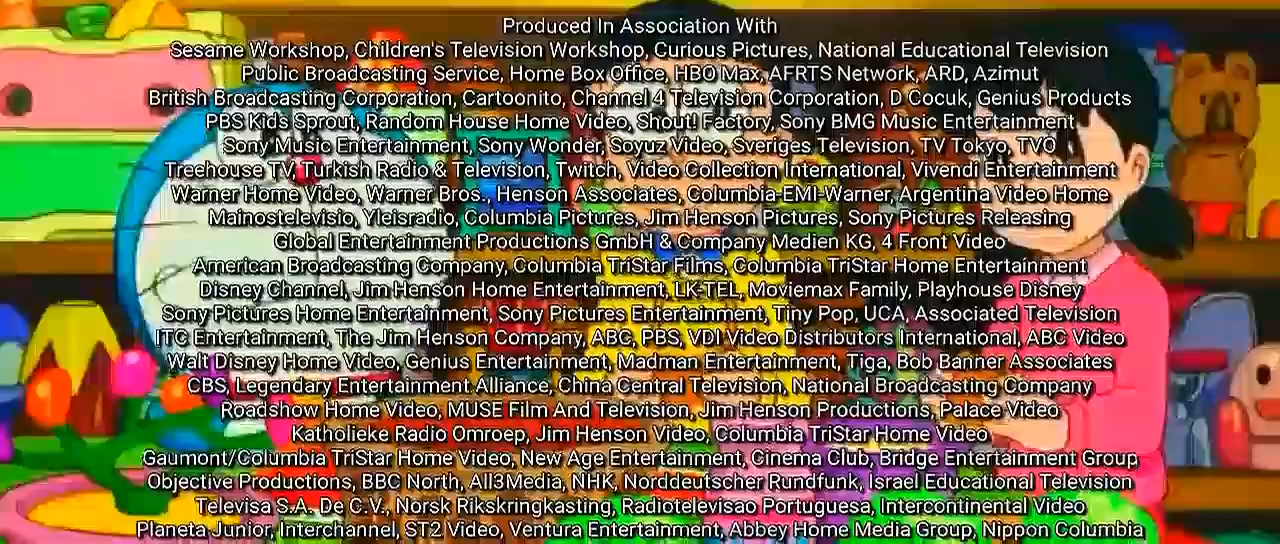 Produced In Association With
Sesame Workshop, Children's Television Workshop, Curious Pictures, National Educational Television
Public Broadcasting Service, Home Box Office, HBO Max, AFRTS Network, ARD, Azimut
British Broadcasting Corporation, Cartoonito, Channel 4 Television Corporation, D Cocuk, Genius Products
PBS Kids Sprout, Random House Home Video, Shout! Factory, Sony BMG Music Entertainment
Sony Music Entertainment, Sony Wonder, Soyuz Video, Sveriges Television, TV Tokyo, TVO
Treehouse TV, Turkish Radio & Television, Twitch, Video Collection International, Vivendi Entertainment
Warner Home Video, Warner Bros., Henson Associates, Columbia-EMI-Warner, Argentina Video Home
Mainostelevisio, Yleisradio, Columbia Pictures, Jim Henson Pictures, Sony Pictures Releasing
Global Entertainment Productions GmbH & Company Medien KG, 4 Front Video
American Broadcasting Company, Columbia TriStar Films, Columbia TriStar Home Entertainment
Disney Channel, Jim Henson Home Entertainment, LK-TEL, Moviemax Family, Playhouse Disney
Sony Pictures Home Entertainment, Sony Pictures Entertainment, Tiny Pop, UCA, Associated Television
ITC Entertainment, The Jim Henson Company, ABC, PBS, VDI Video Distributors International, ABC Video
Walt Disney Home Video, Genius Entertainment, Madman Entertainment, Tiga, Bob Banner Associates
CBS, Legendary Entertainment Alliance, China Central Television, National Broadcasting Company
Roadshow Home Video, MUSE Film And Television, Jim Henson Productions, Palace Video
Katholieke Radio Omroep, Jim Henson Video, Columbia TriStar Home Video
Gaumont/Columbia TriStar Home Video, New Age Entertainment, Cinema Club, Bridge Entertainment Group
Objective Productions, BBC North, All3Media, NHK, Norddeutscher Rundfunk, Israel Educational Television
Televisa S.A. De C.V., Norsk Rikskringkasting, Radiotelevisao Portuguesa, Intercontinental Video
Planeta Junior, Interchannel, ST2 Video, Ventura Entertainment, Abbey Home Media Group, Nippon Columbia